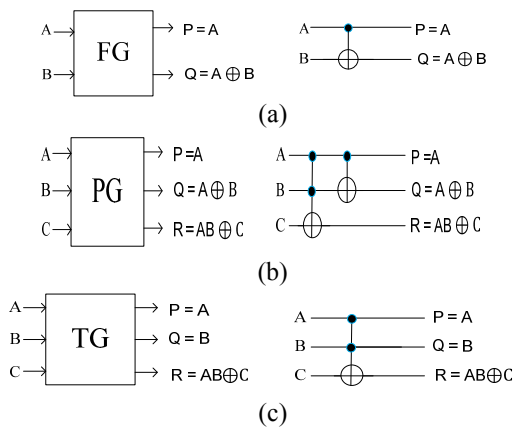 A P = A A P = A
FG
B Q = A ⊕ B B Q = A ⊕ B
(a)
A P=A A P=A
B PG Q = A ⊕ B B Q = A ⊕ B
C R = AB ⊕ C C R = AB ⊕ C
(b)
A P = A A P = A
B TG Q = B B Q = B
C R = AB⊕C C R = AB⊕C
(c)